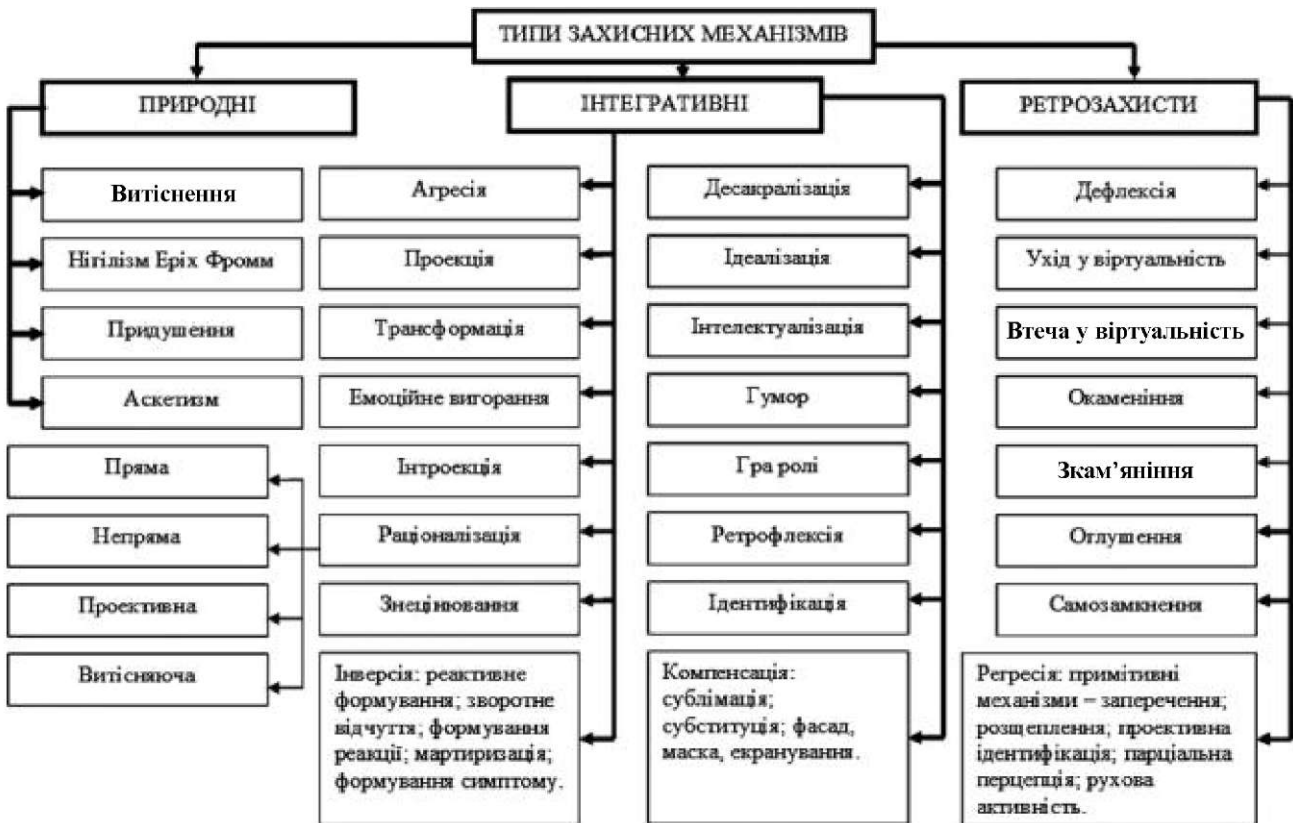 ТИПИ ЗАХИСНИХ МЕХАНІЗМІВ
ПРИРОДНІ
Витіснення
Нігілізм Еріх Фромм
Придушення
Аскетизм
ІНТЕГРАТИВНІ
Агресія
Проекція
Трансформація
Емоційне вигорання
Інтроекція
Раціоналізація
Пряма
Непряма
Проективна
Витісняюча
Знецінювання
Інверсія: реактивне
формування; зворотне
відчуття; формування
реакції; мартиризація;
формування симптому.
Десакралізація
Ідеалізація
Інтелектуалізація
Гумор
Гра ролі
Ретрофлексія
Ідентифікація
Компенсація:
сублімація;
субституція; фасад,
маска, екранування.
РЕТРОЗАХИСТИ
Дефлексія
Ухід у віртуальність
Втеча у віртуальність
Окаменіння
Зкам’яніння
Оглушення
Самозамкнення
Регресія: примітивні
механізми – заперечення;
розщеплення; проективна
ідентифікація; парціальна
перцепція; рухова
активність.